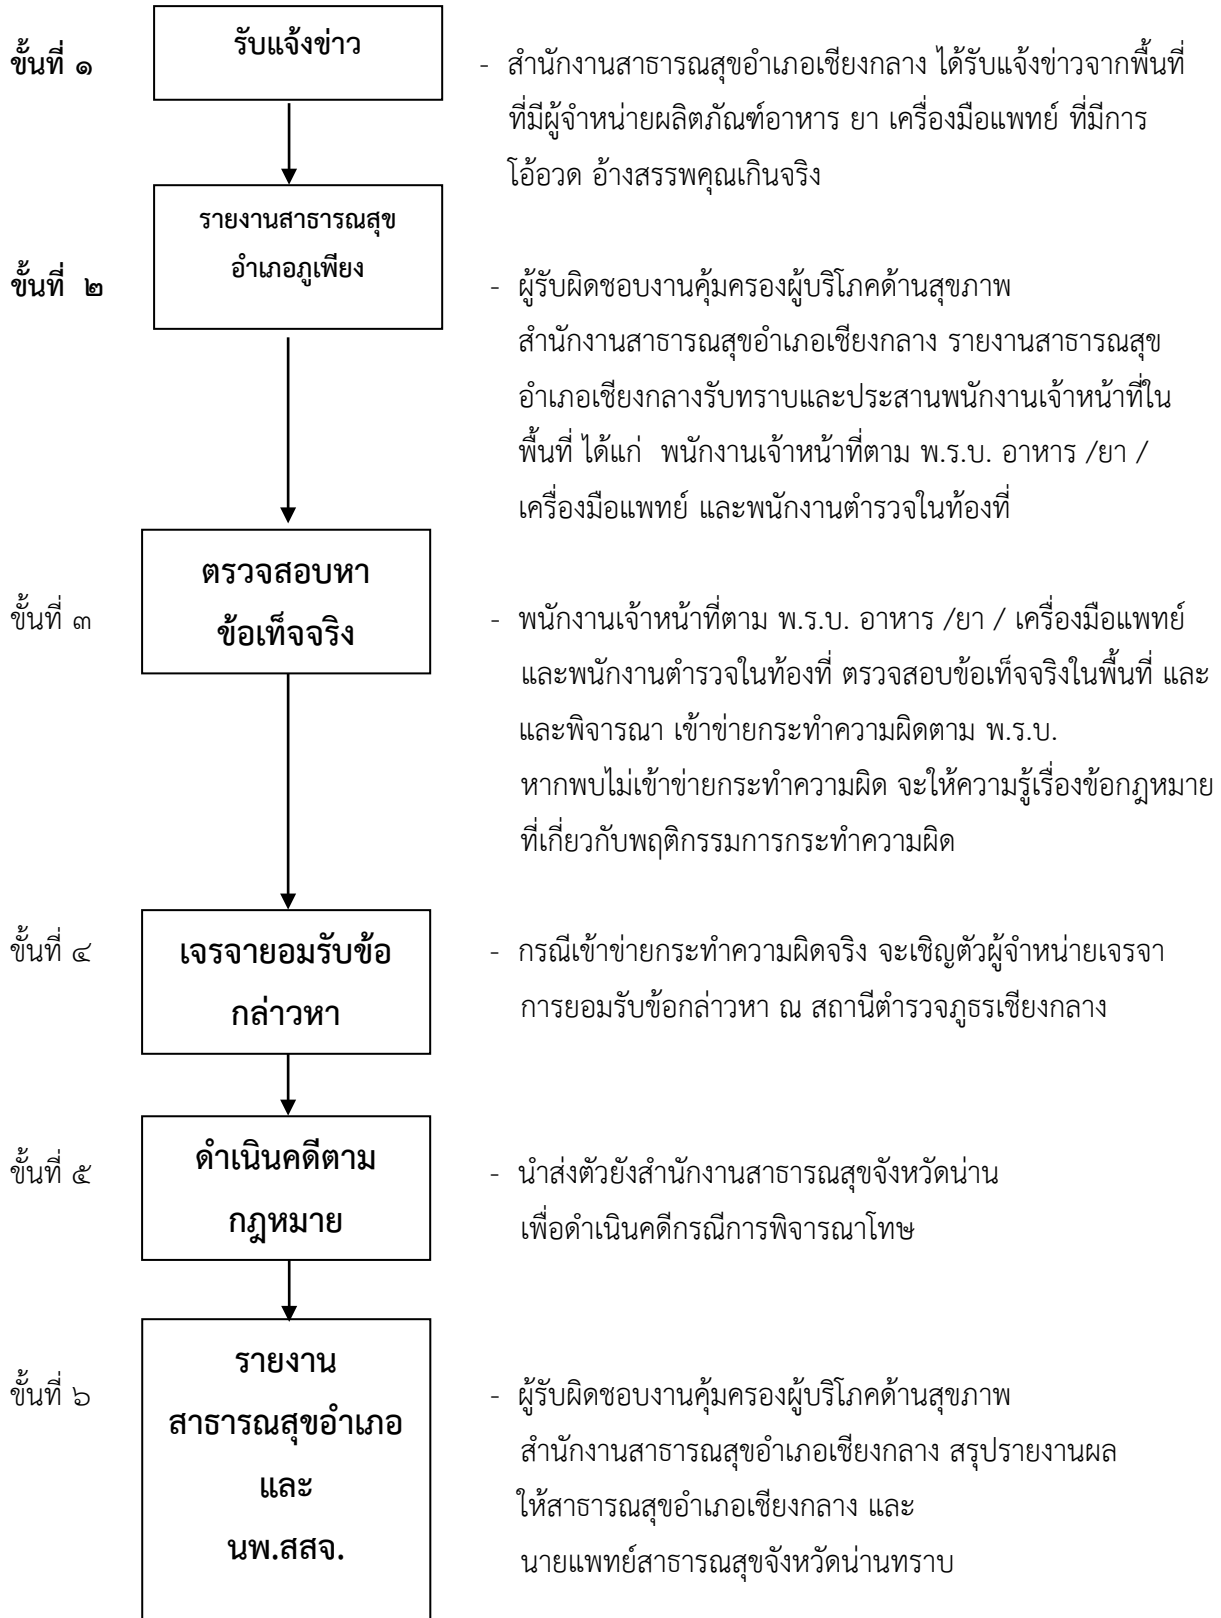 ขั้นที่ ๑
รับแจ้งข่าว
- สำนักงานสาธารณสุขอำเภอเชียงกลาง ได้รับแจ้งข่าวจากพื้นที่
ที่มีผู้จำหน่ายผลิตภัณฑ์อาหาร ยา เครื่องมือแพทย์ ที่มีการ
โอ้อวด อ้างสรรพคุณเกินจริง
ขั้นที่ ๒
รายงานสาธารณสุข
อำเภอภูเพียง
- ผู้รับผิดชอบงานคุ้มครองผู้บริโภคด้านสุขภาพ
สำนักงานสาธารณสุขอำเภอเชียงกลาง รายงานสาธารณสุข
อำเภอเชียงกลางรับทราบและประสานพนักงานเจ้าหน้าที่ใน
พื้นที่ ได้แก่ พนักงานเจ้าหน้าที่ตาม พ.ร.บ. อาหาร /ยา /
เครื่องมือแพทย์ และพนักงานตำรวจในท้องที่
ขั้นที่ ๓
ตรวจสอบหา
ข้อเท็จจริง
- พนักงานเจ้าหน้าที่ตาม พ.ร.บ. อาหาร /ยา / เครื่องมือแพทย์
และพนักงานตำรวจในท้องที่ ตรวจสอบข้อเท็จจริงในพื้นที่ และ
และพิจารณา เข้าข่ายกระทำความผิดตาม พ.ร.บ.
หากพบไม่เข้าข่ายกระทำความผิด จะให้ความรู้เรื่องข้อกฎหมาย
ที่เกี่ยวกับพฤติกรรมการกระทำความผิด
ขั้นที่ ๔
เจรจายอมรับข้อ
กล่าวหา
- กรณีเข้าข่ายกระทำความผิดจริง จะเชิญตัวผู้จำหน่ายเจรจา
การยอมรับข้อกล่าวหา ณ สถานีตำรวจภูธรเชียงกลาง
ขั้นที่ ๕
ดำเนินคดีตาม
กฎหมาย
- นำส่งตัวยังสำนักงานสาธารณสุขจังหวัดน่าน
เพื่อดำเนินคดีกรณีการพิจารณาโทษ
ขั้นที่ ๖
รายงาน
สาธารณสุขอำเภอ
และ
นพ.สสจ.
- ผู้รับผิดชอบงานคุ้มครองผู้บริโภคด้านสุขภาพ
สำนักงานสาธารณสุขอำเภอเชียงกลาง สรุปรายงานผล
ให้สาธารณสุขอำเภอเชียงกลาง และ
นายแพทย์สาธารณสุขจังหวัดน่านทราบ